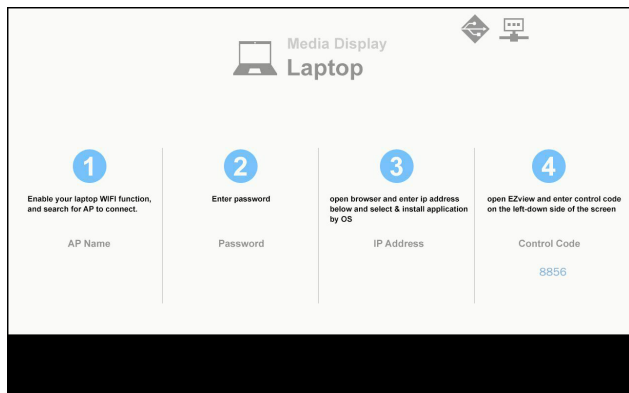 Media Display
Laptop
1
Enable your laptop WIFI function,
and search for AP to connect.
AP Name
2
Enter password
Password
3
open browser and enter ip address
below and select & install application
by OS
IP Address
4
open EZview and enter control code
on the left-down side of the screen
Control Code
8856